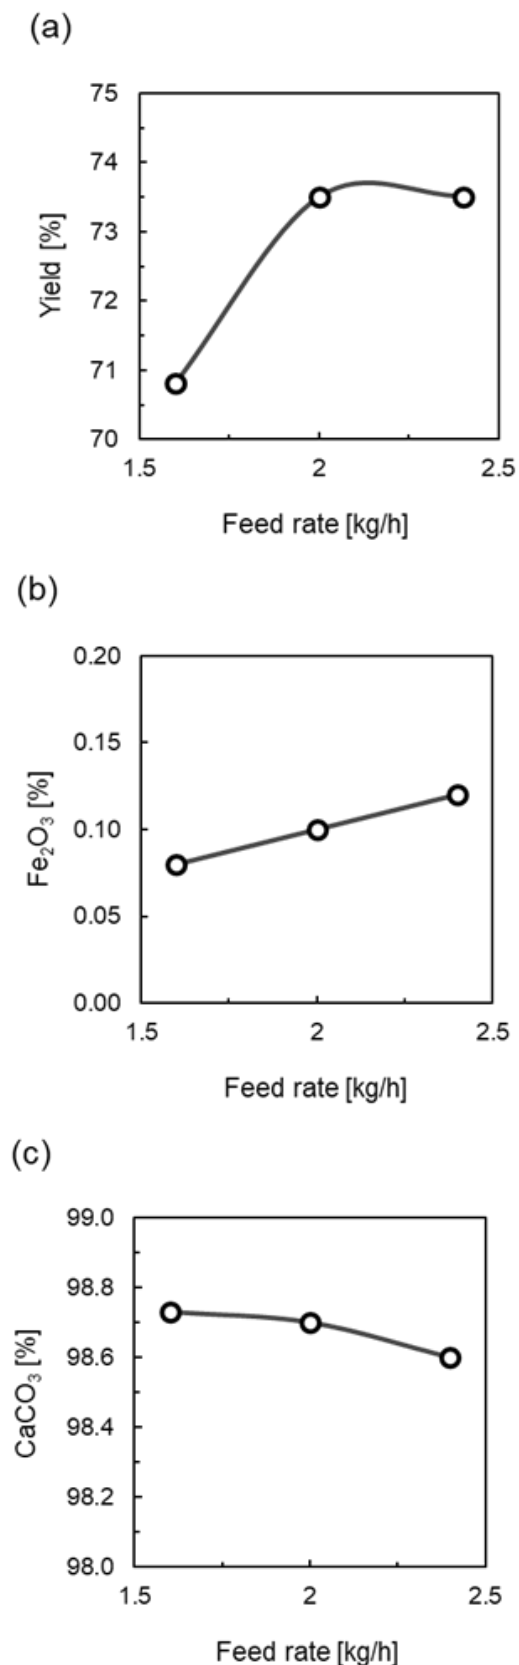 (a)
75
74
73
72
71
70
Yield [%]
1.5 2 2.5
Feed rate [kg/h]
(b)
0.20
0.15
0.10
0.05
0.00
Fe₂O₃ [%]
1.5 2 2.5
Feed rate [kg/h]
(c)
99.0
98.8
98.6
98.4
98.2
98.0
CaCO₃ [%]
1.5 2 2.5
Feed rate [kg/h]